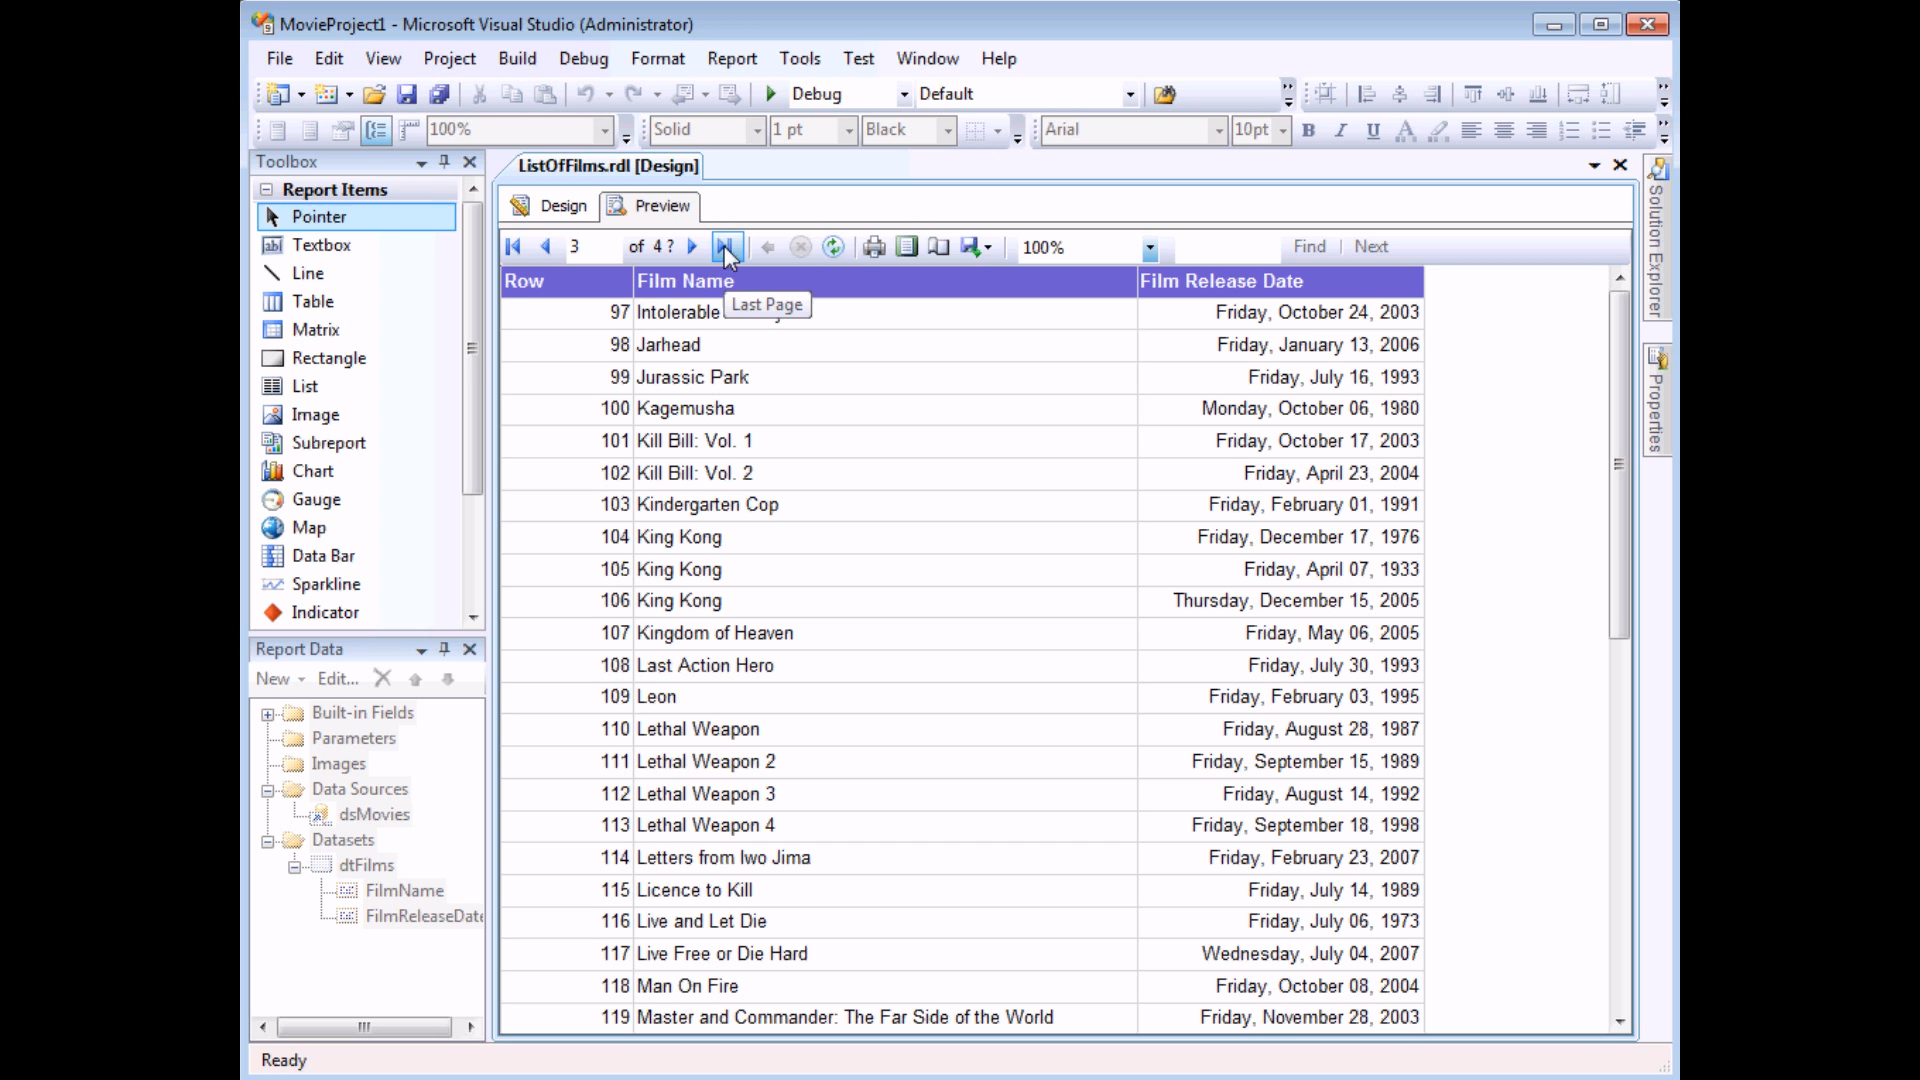 MovieProject1 - Microsoft Visual Studio (Administrator)
File Edit View Project Build Debug Format Report Tools Test Window Help
Debug Default
100% Solid 1 pt Black Arial 10pt B I U A
Toolbox
Report Items
Pointer
Textbox
Line
Table
Matrix
Rectangle
List
Image
Subreport
Chart
Gauge
Map
Data Bar
Sparkline
Indicator
Report Data
New Edit...
Built-in Fields
Parameters
Images
Data Sources
dsMovies
Datasets
dtFilms
FilmName
FilmReleaseDate
ListOfFilms.rdl [Design]
Design Preview
3 of 4 ? 100% Find | Next
Row Film Name Film Release Date
Last Page
97 Intolerable Friday, October 24, 2003
98 Jarhead Friday, January 13, 2006
99 Jurassic Park Friday, July 16, 1993
100 Kagemusha Monday, October 06, 1980
101 Kill Bill: Vol. 1 Friday, October 17, 2003
102 Kill Bill: Vol. 2 Friday, April 23, 2004
103 Kindergarten Cop Friday, February 01, 1991
104 King Kong Friday, December 17, 1976
105 King Kong Friday, April 07, 1933
106 King Kong Thursday, December 15, 2005
107 Kingdom of Heaven Friday, May 06, 2005
108 Last Action Hero Friday, July 30, 1993
109 Leon Friday, February 03, 1995
110 Lethal Weapon Friday, August 28, 1987
111 Lethal Weapon 2 Friday, September 15, 1989
112 Lethal Weapon 3 Friday, August 14, 1992
113 Lethal Weapon 4 Friday, September 18, 1998
114 Letters from Iwo Jima Friday, February 23, 2007
115 Licence to Kill Friday, July 14, 1989
116 Live and Let Die Friday, July 06, 1973
117 Live Free or Die Hard Wednesday, July 04, 2007
118 Man On Fire Friday, October 08, 2004
119 Master and Commander: The Far Side of the World Friday, November 28, 2003
Solution Explorer
Properties
Ready